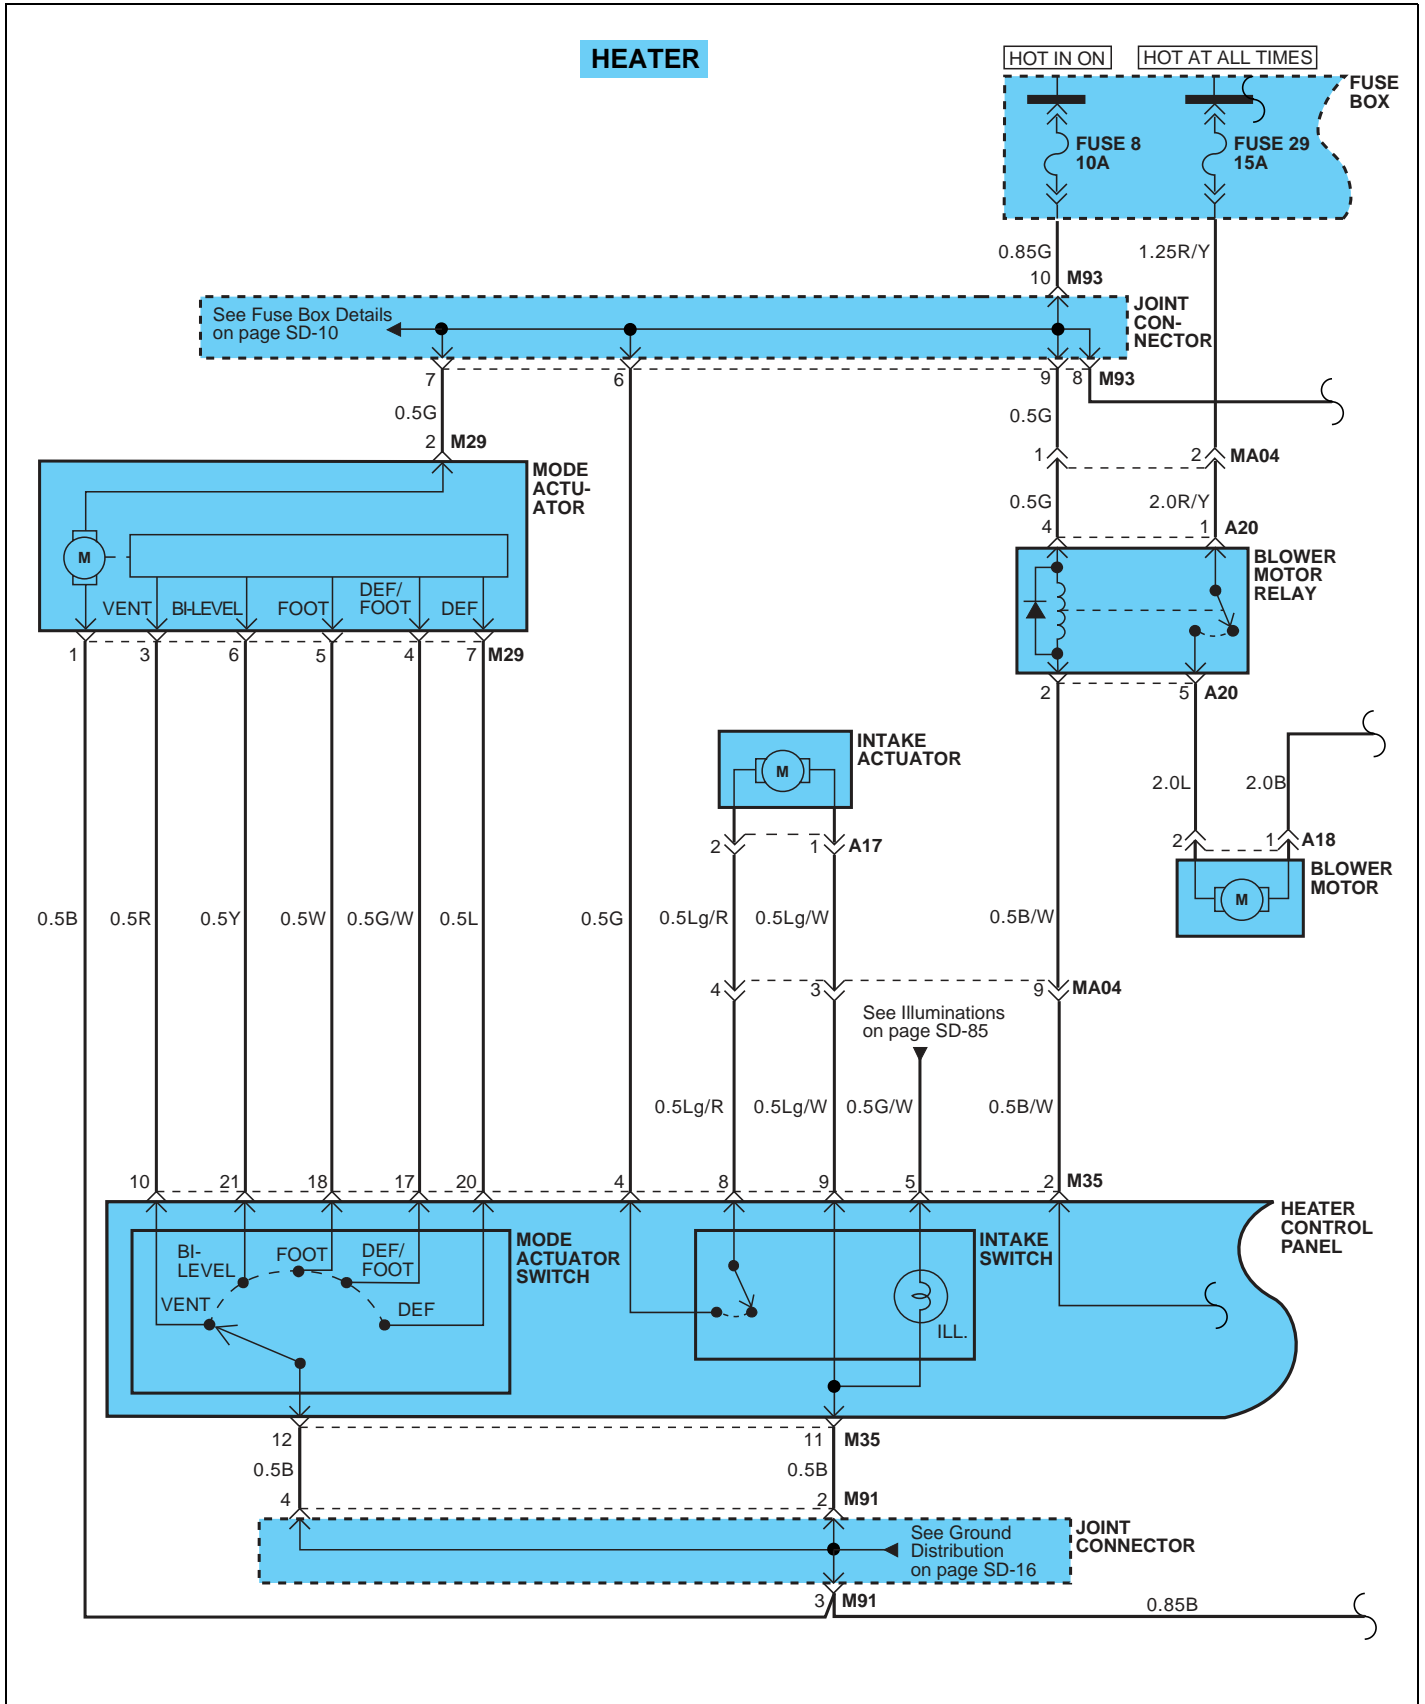 HEATER
HOT IN ON
HOT AT ALL TIMES
FUSE
BOX
FUSE 8
10A
FUSE 29
15A
0.85G
1.25R/Y
10 M93
See Fuse Box Details
on page SD-10
JOINT
CON-
NECTOR
7
6
9
8 M93
0.5G
0.5G
2 M29
1
2 MA04
MODE
ACTU-
ATOR
0.5G
2.0R/Y
4
1 A20
M
BLOWER
MOTOR
RELAY
VENT
BI-LEVEL
FOOT
DEF/
FOOT
DEF
1
3
6
5
4
7 M29
2
5 A20
INTAKE
ACTUATOR
M
2.0L
2.0B
2
1 A17
2
1 A18
BLOWER
MOTOR
M
0.5B
0.5R
0.5Y
0.5W
0.5G/W
0.5L
0.5G
0.5Lg/R
0.5Lg/W
0.5B/W
4
3
9 MA04
See Illuminations
on page SD-85
0.5Lg/R
0.5Lg/W
0.5G/W
0.5B/W
10
21
18
17
20
4
8
9
5
2 M35
HEATER
CONTROL
PANEL
MODE
ACTUATOR
SWITCH
INTAKE
SWITCH
BI-
LEVEL
FOOT
DEF/
FOOT
VENT
DEF
ILL.
12
11 M35
0.5B
0.5B
4
2 M91
JOINT
CONNECTOR
See Ground
Distribution
on page SD-16
3 M91
0.85B